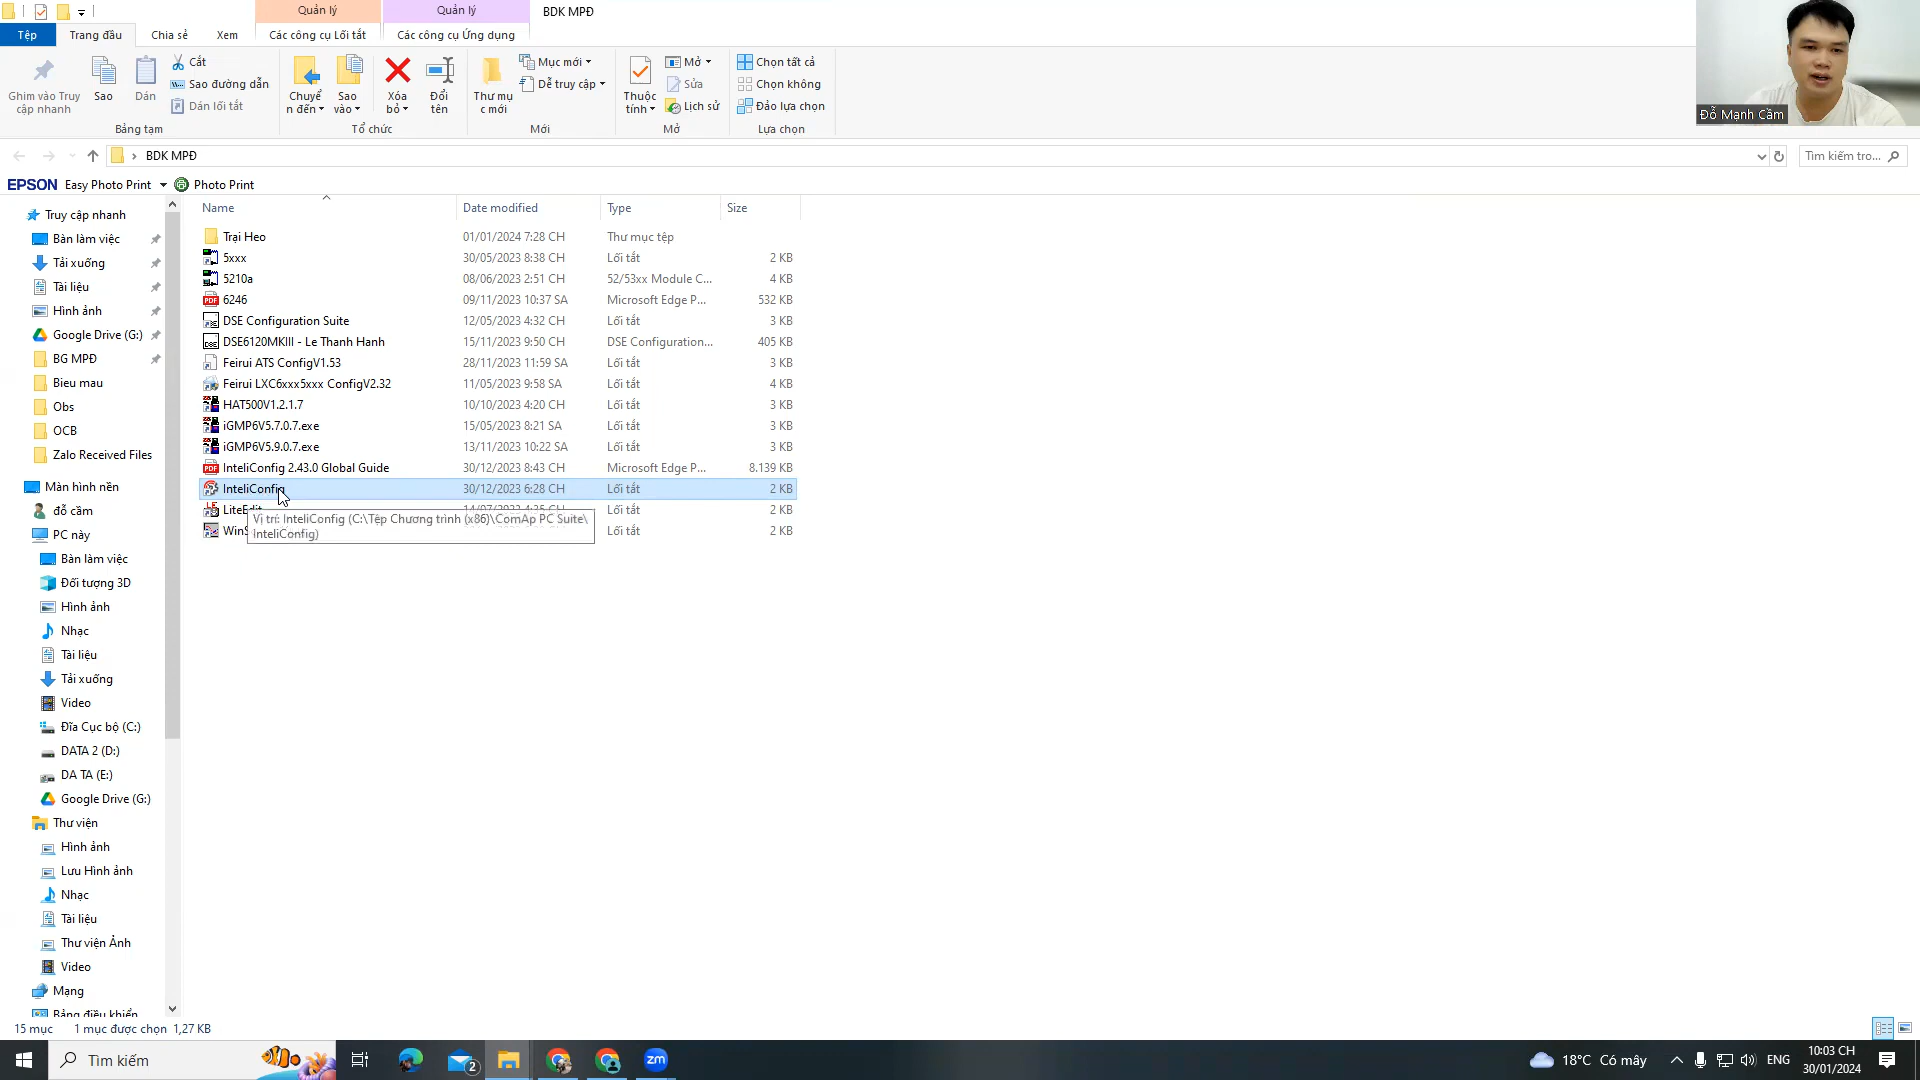 Quản lý
Quản lý
BDK MPĐ
Tệp
Trang đầu
Chia sẻ
Xem
Các công cụ Lối tắt
Các công cụ Ứng dụng
Ghim vào Truy cập nhanh
Sao
Dán
Cắt
Sao đường dẫn
Dán lối tắt
Bảng tạm
Chuyể n đến
Sao vào
Xóa bỏ
Đổi tên
Tổ chức
Thư mụ c mới
Mục mới
Dễ truy cập
Mới
Thuộc tính
Mở
Sửa
Lịch sử
Mở
Chọn tất cả
Chọn không
Đảo lựa chọn
Lựa chọn
Đỗ Mạnh Cầm
BDK MPĐ
Tìm kiếm tro...
EPSON Easy Photo Print Photo Print
Name Date modified Type Size
Trại Heo 01/01/2024 7:28 CH Thư mục tệp
5xxx 30/05/2023 8:38 CH Lối tắt 2 KB
5210a 08/06/2023 2:51 CH 52/53xx Module C... 4 KB
6246 09/11/2023 10:37 SA Microsoft Edge P... 532 KB
DSE Configuration Suite 12/05/2023 4:32 CH Lối tắt 3 KB
DSE6120MKIII - Le Thanh Hanh 15/11/2023 9:50 CH DSE Configuration... 405 KB
Feirui ATS ConfigV1.53 28/11/2023 11:59 SA Lối tắt 3 KB
Feirui LXC6xxx5xxx ConfigV2.32 11/05/2023 9:58 SA Lối tắt 4 KB
HAT500V1.2.1.7 10/10/2023 4:20 CH Lối tắt 3 KB
iGMP6V5.7.0.7.exe 15/05/2023 8:21 SA Lối tắt 3 KB
iGMP6V5.9.0.7.exe 13/11/2023 10:22 SA Lối tắt 3 KB
InteliConfig 2.43.0 Global Guide 30/12/2023 8:43 CH Microsoft Edge P... 8.139 KB
InteliConfig 30/12/2023 6:28 CH Lối tắt 2 KB
LiteEdit Lối tắt 2 KB
Lối tắt 2 KB
Vị trí: InteliConfig (C:\Tệp Chương trình (x86)\ComAp PC Suite\
InteliConfig)
Truy cập nhanh
Bàn làm việc
Tải xuống
Tài liệu
Hình ảnh
Google Drive (G:)
BG MPĐ
Bieu mau
Obs
OCB
Zalo Received Files
Màn hình nền
đỗ cầm
PC này
Bàn làm việc
Đối tượng 3D
Hình ảnh
Nhạc
Tài liệu
Tải xuống
Video
Đĩa Cục bộ (C:)
DATA 2 (D:)
DA TA (E:)
Google Drive (G:)
Thư viện
Hình ảnh
Lưu Hình ảnh
Nhạc
Tài liệu
Thư viện Ảnh
Video
Mạng
Bảng điều khiển
15 mục 1 mục được chọn 1,27 KB
Tìm kiếm
2
zm
18°C Có mây
ENG
10:03 CH
30/01/2024